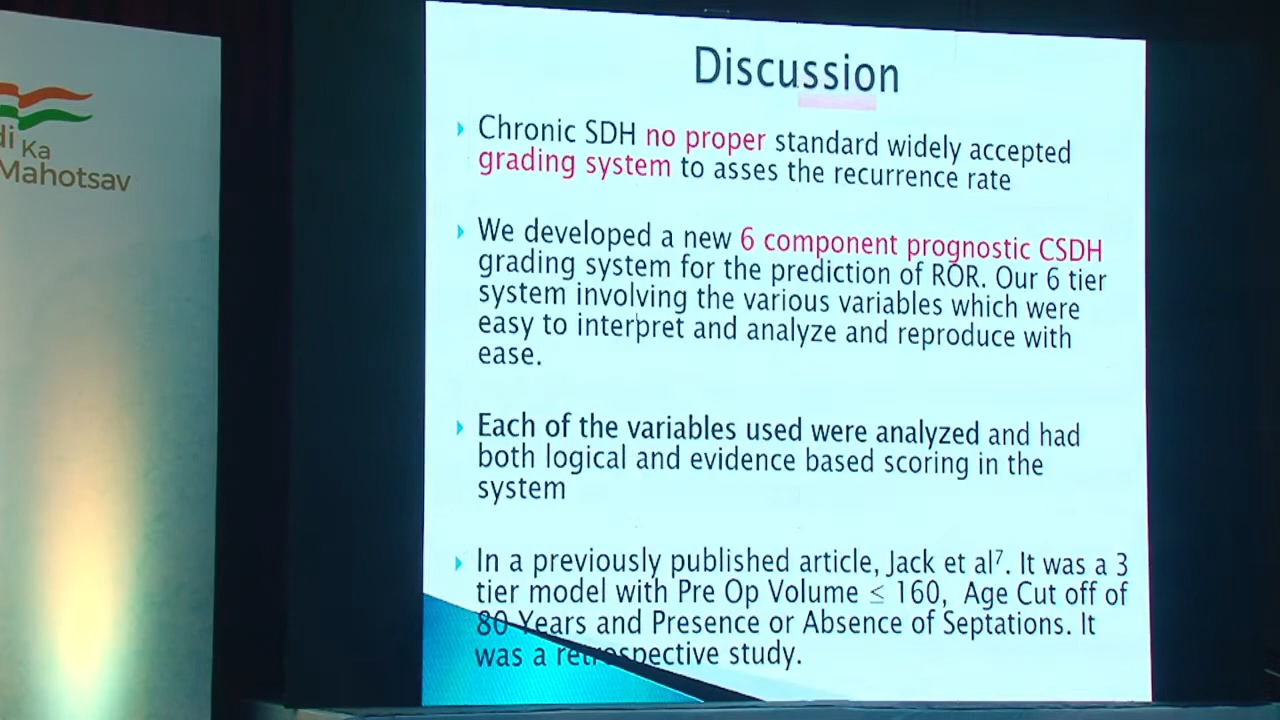 di Ka
Mahotsav
Discussion
Chronic SDH no proper standard widely accepted
grading system to asses the recurrence rate
We developed a new 6 component prognostic CSDH
grading system for the prediction of ROR. Our 6 tier
system involving the various variables which were
easy to interpret and analyze and reproduce with
ease.
Each of the variables used were analyzed and had
both logical and evidence based scoring in the
system
In a previously published article, Jack et al⁷. It was a 3
tier model with Pre Op Volume ≤ 160, Age Cut off of
80 Years and Presence or Absence of Septations. It
was a retrospective study.